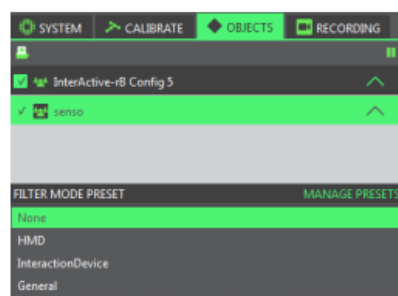 SYSTEM CALIBRATE OBJECTS RECORDING
InterActive-rB Config 5
senso
FILTER MODE PRESET MANAGE PRESETS
None
HMD
InteractionDevice
General